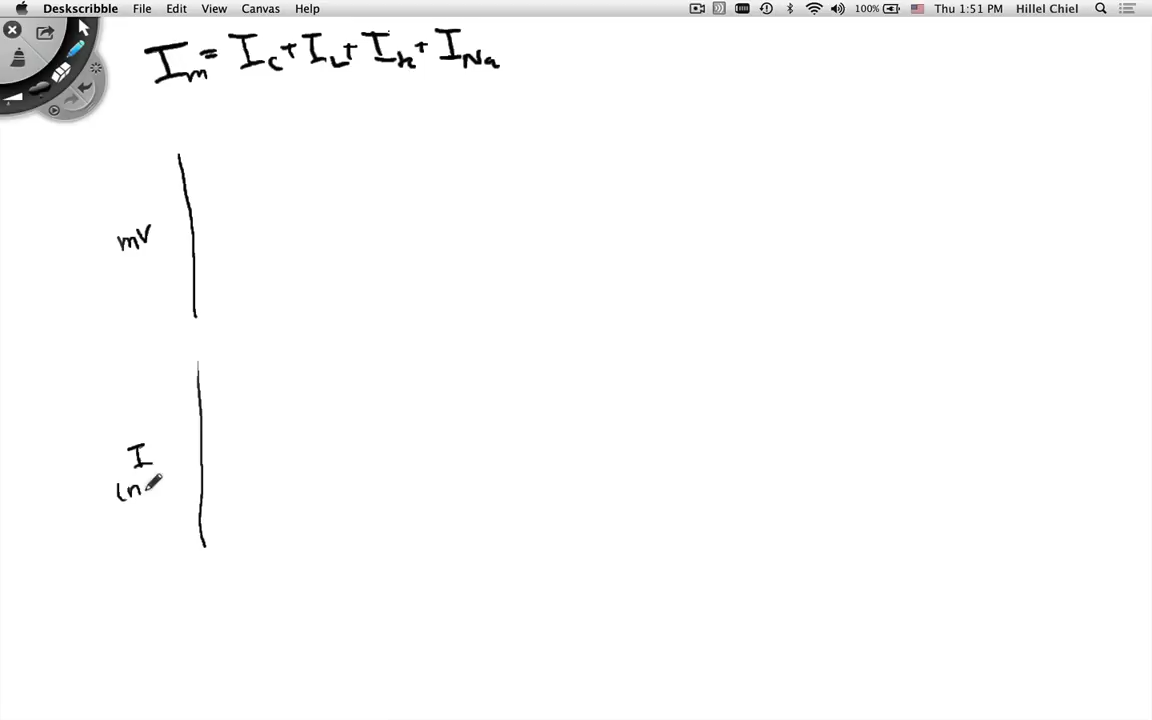 Deskscribble File Edit View Canvas Help 100% Thu 1:51 PM Hillel Chiel
Im = Ic + IL + Ik + INa
mV
I
(n